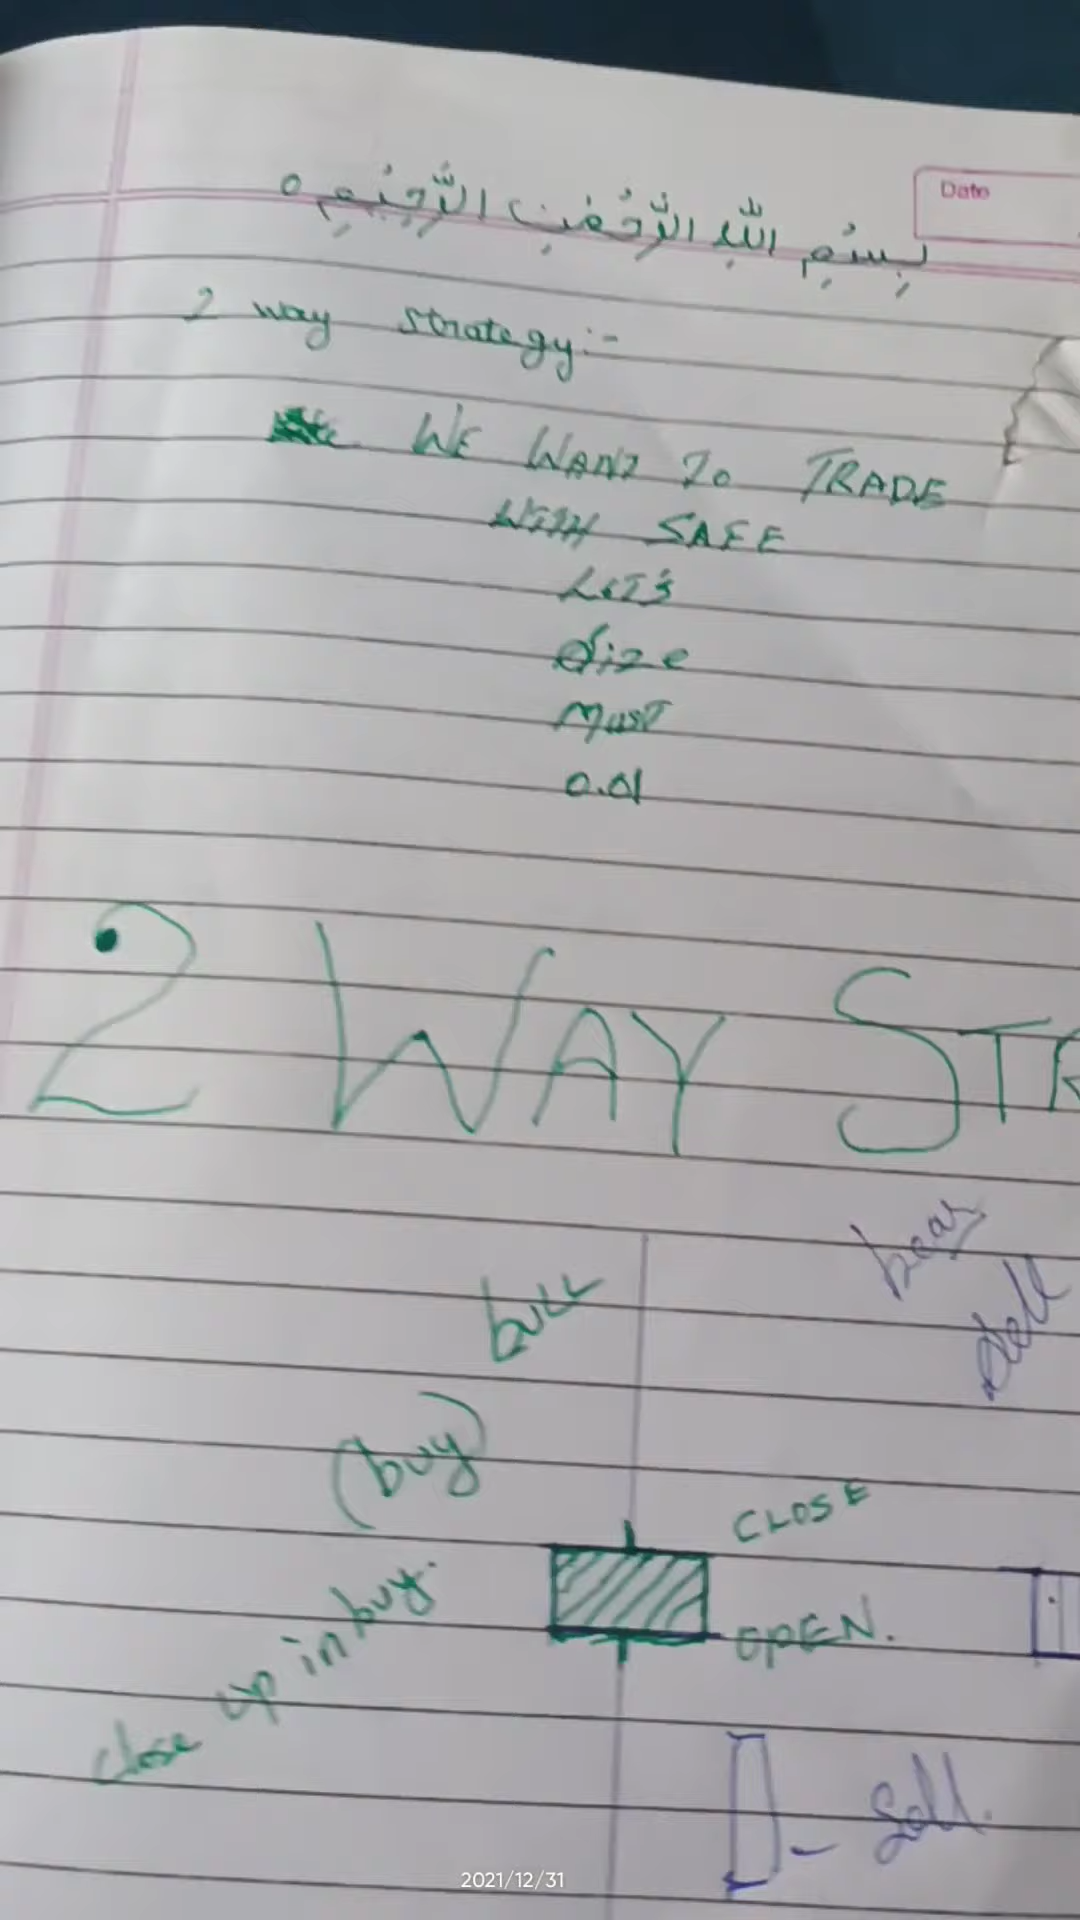 بِسْمِ اللّٰهِ الرَّحْمٰنِ الرَّحِيْمِ ه
Date
2 way strategy:-
WE WANT TO TRADE
WITH SAFE
LOT'S
Size
MUST
0.01
2 WAY STR
bear
sell
bull
(buy)
CLOSE
OPEN.
close up in buy.
- Sell.
2021/12/31